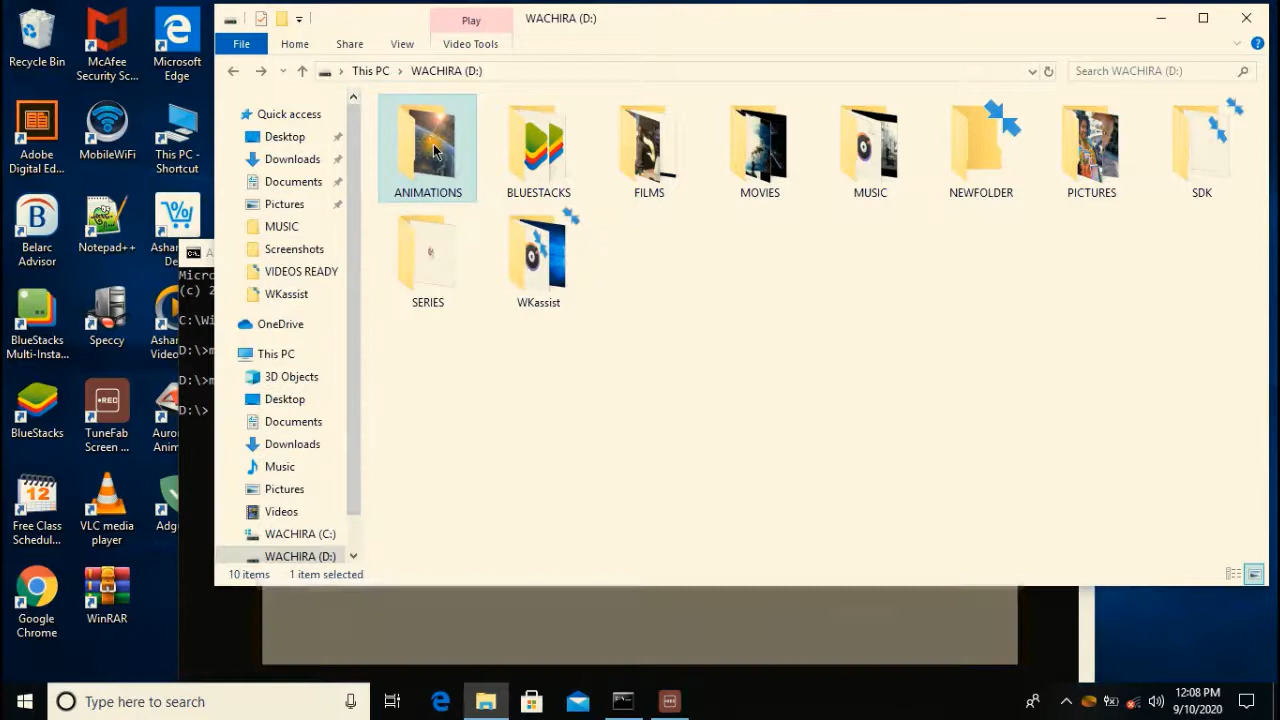 Recycle Bin
McAfee
Security Sc...
Microsoft
Edge
Adobe
Digital Ed...
MobileWiFi
This PC -
Shortcut
Belarc
Advisor
Notepad++
Ashar
De
BlueStacks
Multi-Insta...
Speccy
Ashar
Video
BlueStacks
TuneFab
Screen ...
Auror
Anim
Free Class
Schedul...
VLC media
player
Adg
Google
Chrome
WinRAR
Micro
(c) 2
C:\Wi
D:\>m
D:\>m
D:\>
Play
WACHIRA (D:)
File
Home
Share
View
Video Tools
This PC > WACHIRA (D:)
Search WACHIRA (D:)
Quick access
Desktop
Downloads
Documents
Pictures
MUSIC
Screenshots
VIDEOS READY
WKassist
OneDrive
This PC
3D Objects
Desktop
Documents
Downloads
Music
Pictures
Videos
WACHIRA (C:)
WACHIRA (D:)
ANIMATIONS
BLUESTACKS
FILMS
MOVIES
MUSIC
NEWFOLDER
PICTURES
SDK
SERIES
WKassist
10 items
1 item selected
Type here to search
12:08 PM
9/10/2020